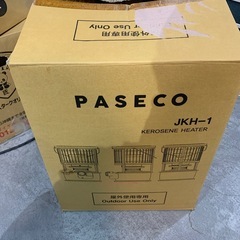 屋外使用専用
Outdoor Use Only
PASECO
JKH-1
KEROSENE HEATER
屋外使用専用
Outdoor Use Only